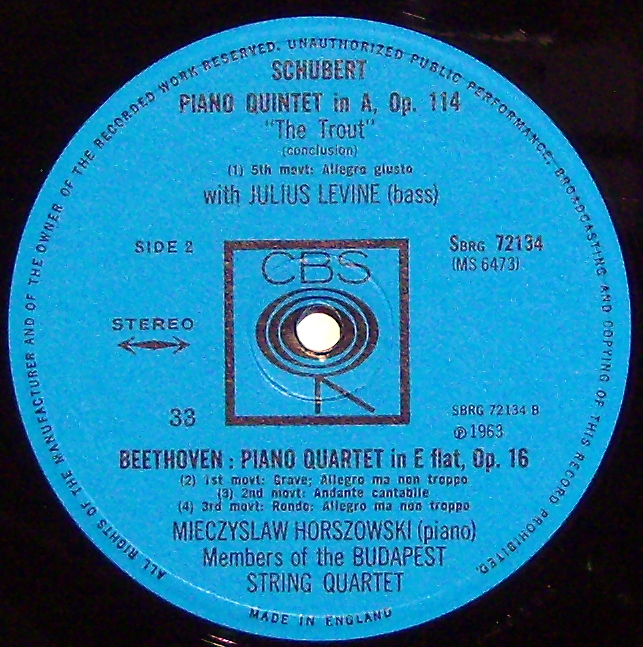 ALL RIGHTS OF THE MANUFACTURER AND OF THE OWNER OF THE RECORDED WORK RESERVED. UNAUTHORIZED PUBLIC PERFORMANCE, BROADCASTING AND COPYING OF THIS RECORD PROHIBITED.
SCHUBERT
PIANO QUINTET in A, Op. 114
"The Trout"
(conclusion)
(1) 5th movt: Allegro giusto
with JULIUS LEVINE (bass)
SIDE 2
SBRG 72134
(MS 6473)
CBS
STEREO
33
SBRG 72134 B
℗ 1963
BEETHOVEN : PIANO QUARTET in E flat, Op. 16
(2) 1st movt: Grave; Allegro ma non troppo
(3) 2nd movt: Andante cantabile
(4) 3rd movt: Rondo: Allegro ma non troppo
MIECZYSLAW HORSZOWSKI (piano)
Members of the BUDAPEST
STRING QUARTET
MADE IN ENGLAND